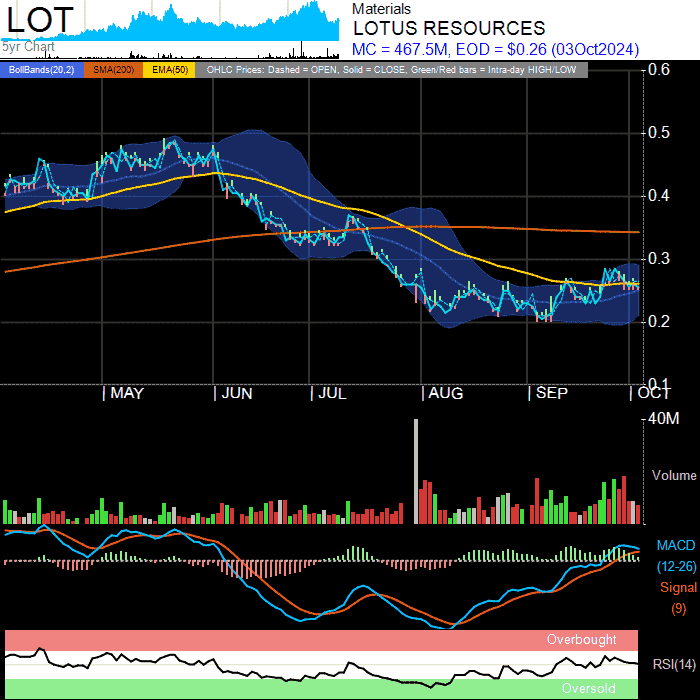 LOT
5yr Chart
Materials
LOTUS RESOURCES
MC = 467.5M, EOD = $0.26 (03Oct2024)
BollBands(20,2) SMA(200) EMA(50) OHLC Prices: Dashed = OPEN, Solid = CLOSE, Green/Red bars = Intra-day HIGH/LOW
0.6
0.5
0.4
0.3
0.2
0.1
MAY JUN JUL AUG SEP OCT
40M
Volume
MACD
(12-26)
Signal
(9)
Overbought
RSI(14)
Oversold